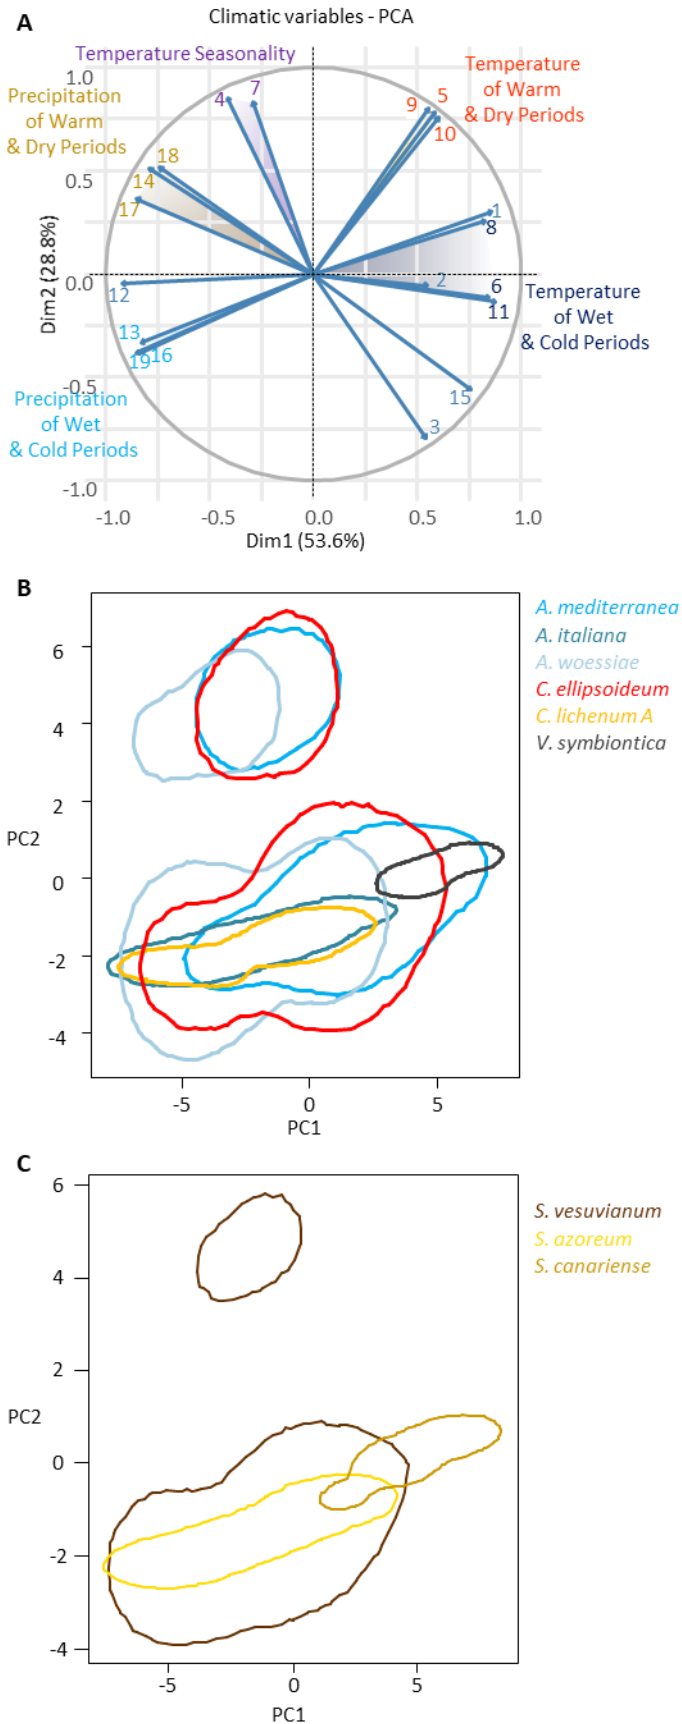 A
Climatic variables - PCA
Temperature Seasonality
Temperature
of Warm
& Dry Periods
Precipitation
of Warm
& Dry Periods
1.0
0.5
0.0
-0.5
-1.0
4
7
9
5
10
18
14
17
1
8
2
6
11
12
13
19
16
15
3
Temperature
of Wet
& Cold Periods
Precipitation
of Wet
& Cold Periods
Dim2 (28.8%)
-1.0
-0.5
0.0
0.5
1.0
Dim1 (53.6%)
B
A. mediterranea
A. italiana
A. woessiae
C. ellipsoideum
C. lichenum A
V. symbiontica
6
4
2
0
-2
-4
PC2
-5
0
5
PC1
C
S. vesuvianum
S. azoreum
S. canariense
6
4
2
0
-2
-4
PC2
-5
0
5
PC1